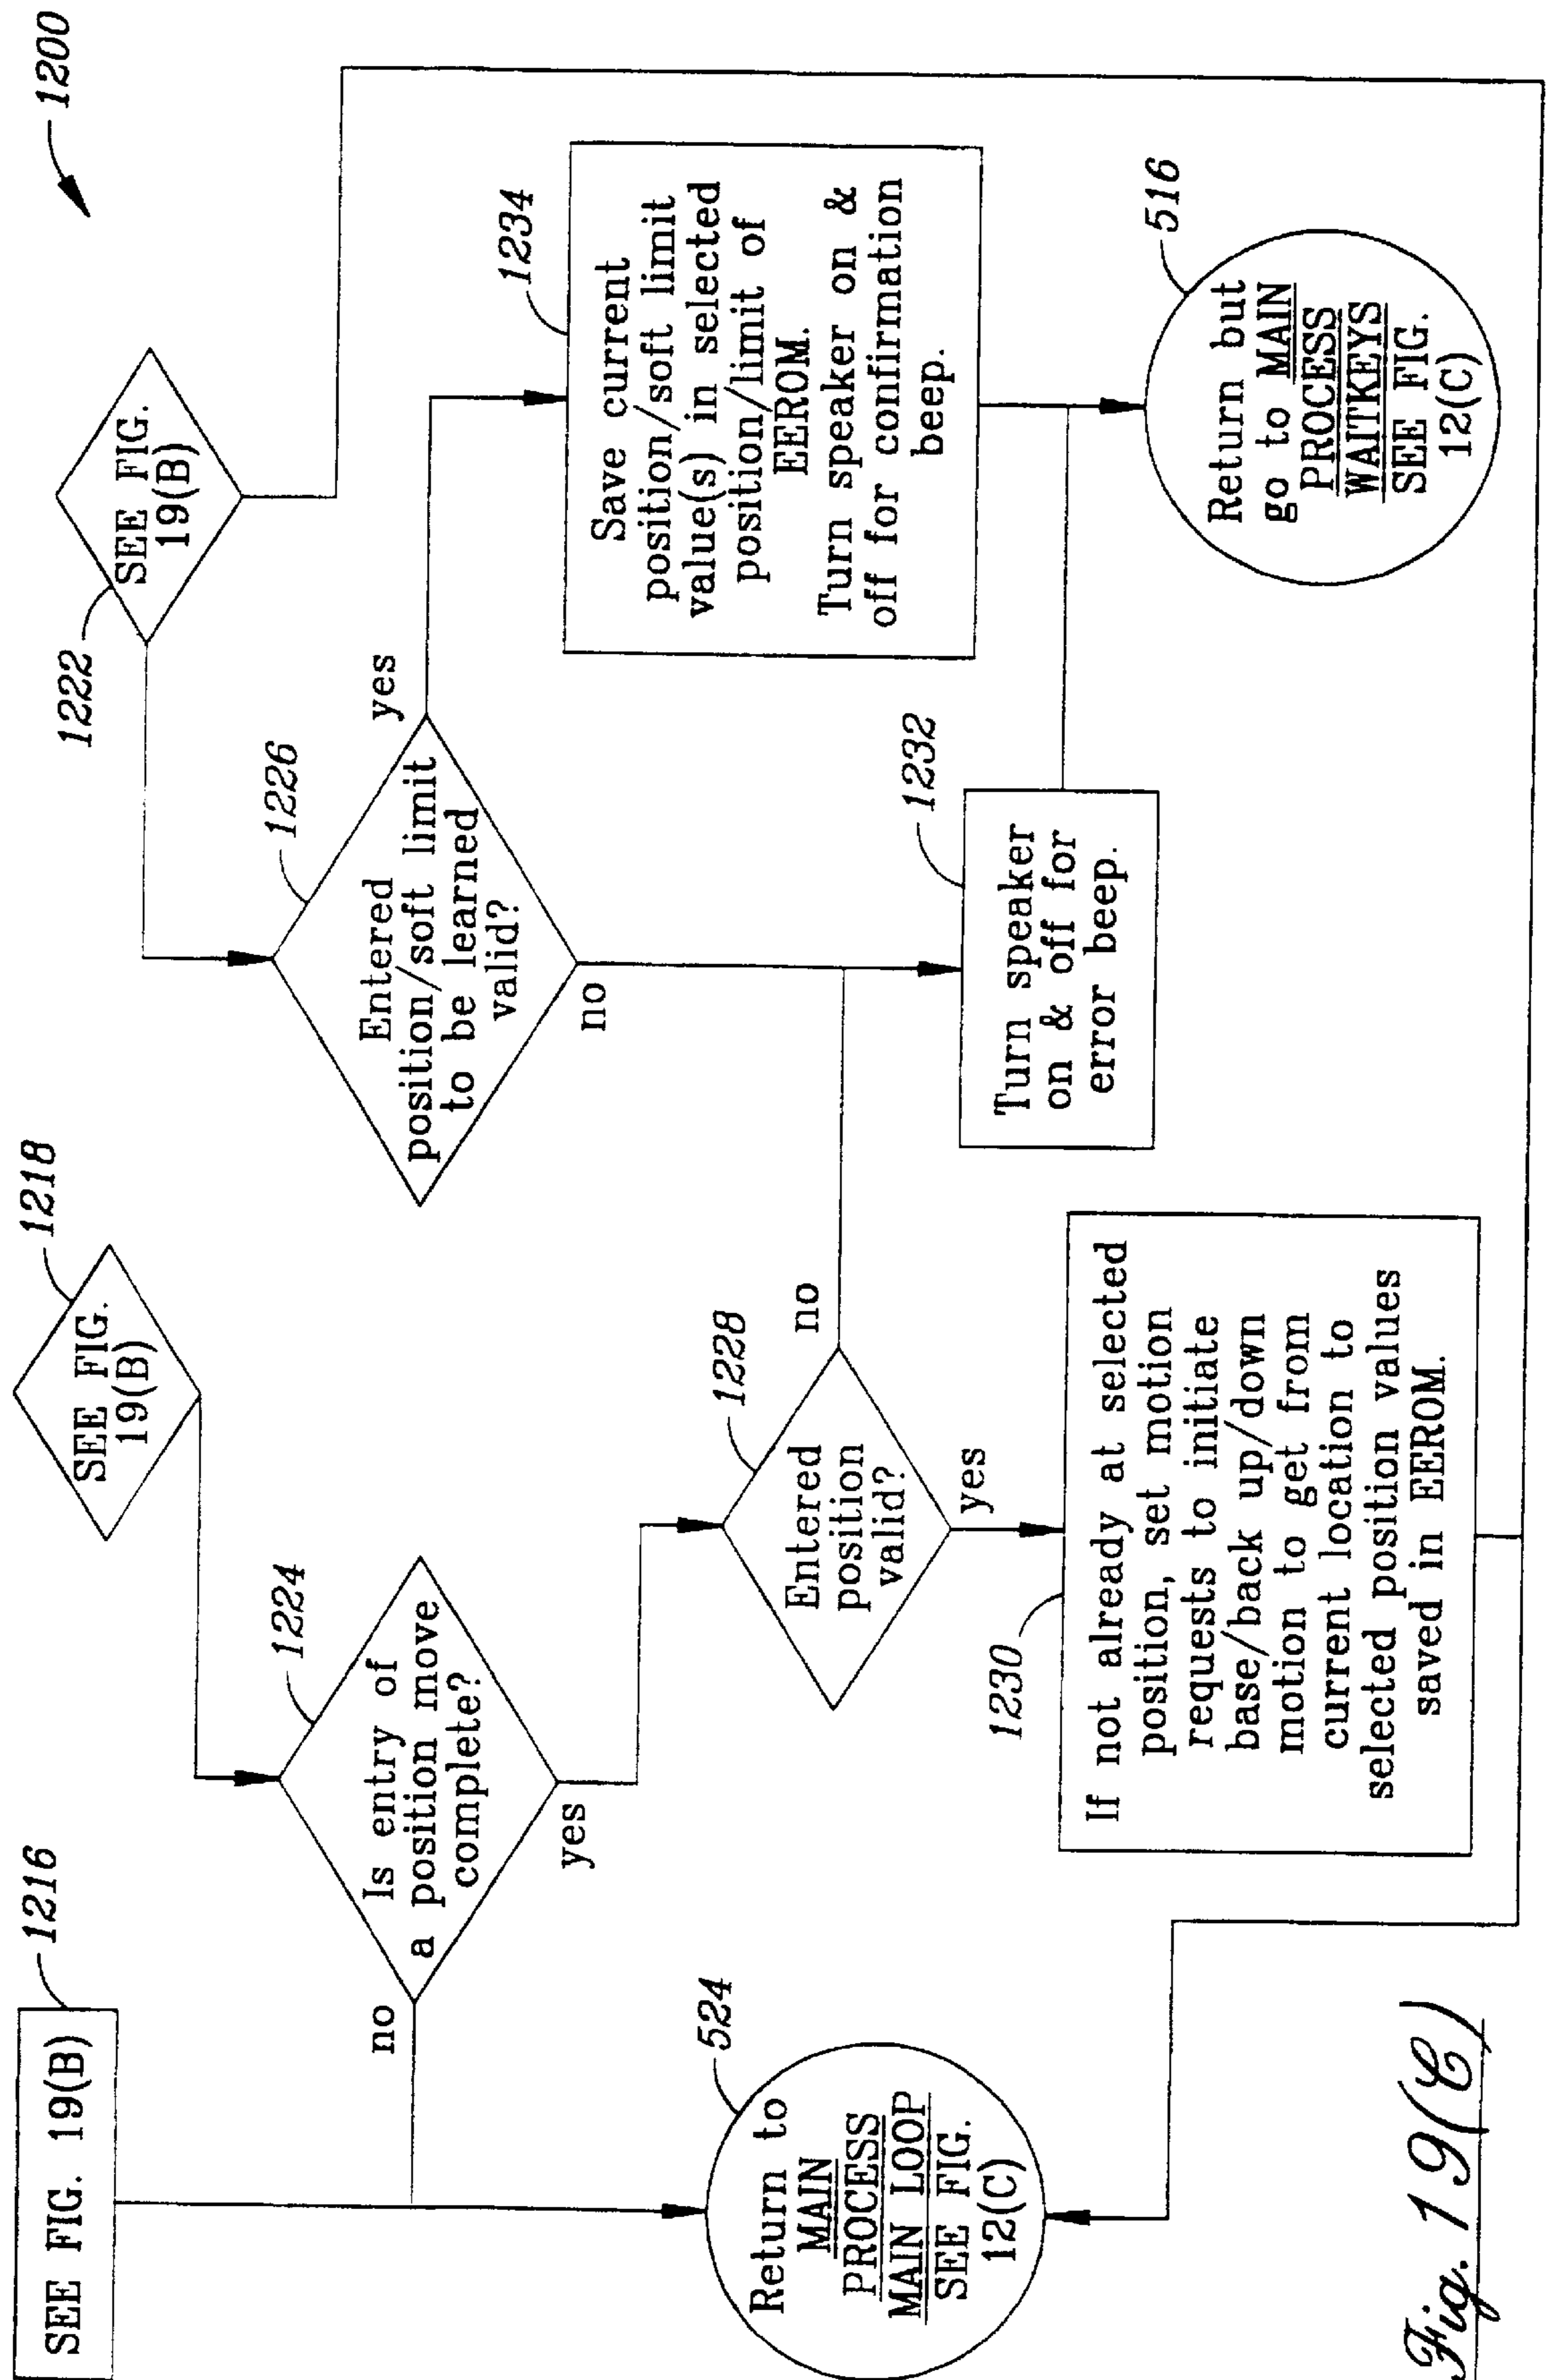 1200
1216
SEE FIG. 19(B)
1218
SEE FIG.
19(B)
1222
SEE FIG.
19(B)
1224
Is entry of
a position move
complete?
no
yes
1226
Entered
position/soft limit
to be learned
valid?
yes
no
1228
Entered
position
valid?
no
yes
1234
Save current
position/soft limit
value(s) in selected
position/limit of
EEROM.
Turn speaker on &
off for confirmation
beep.
524
Return to
MAIN
PROCESS
MAIN LOOP
SEE FIG.
12(C)
1230
If not already at selected
position, set motion
requests to initiate
base/back up/down
motion to get from
current location to
selected position values
saved in EEROM.
1232
Turn speaker
on & off for
error beep.
516
Return but
go to MAIN
PROCESS
WAITKEYS
SEE FIG.
12(C)
Fig. 19(C)